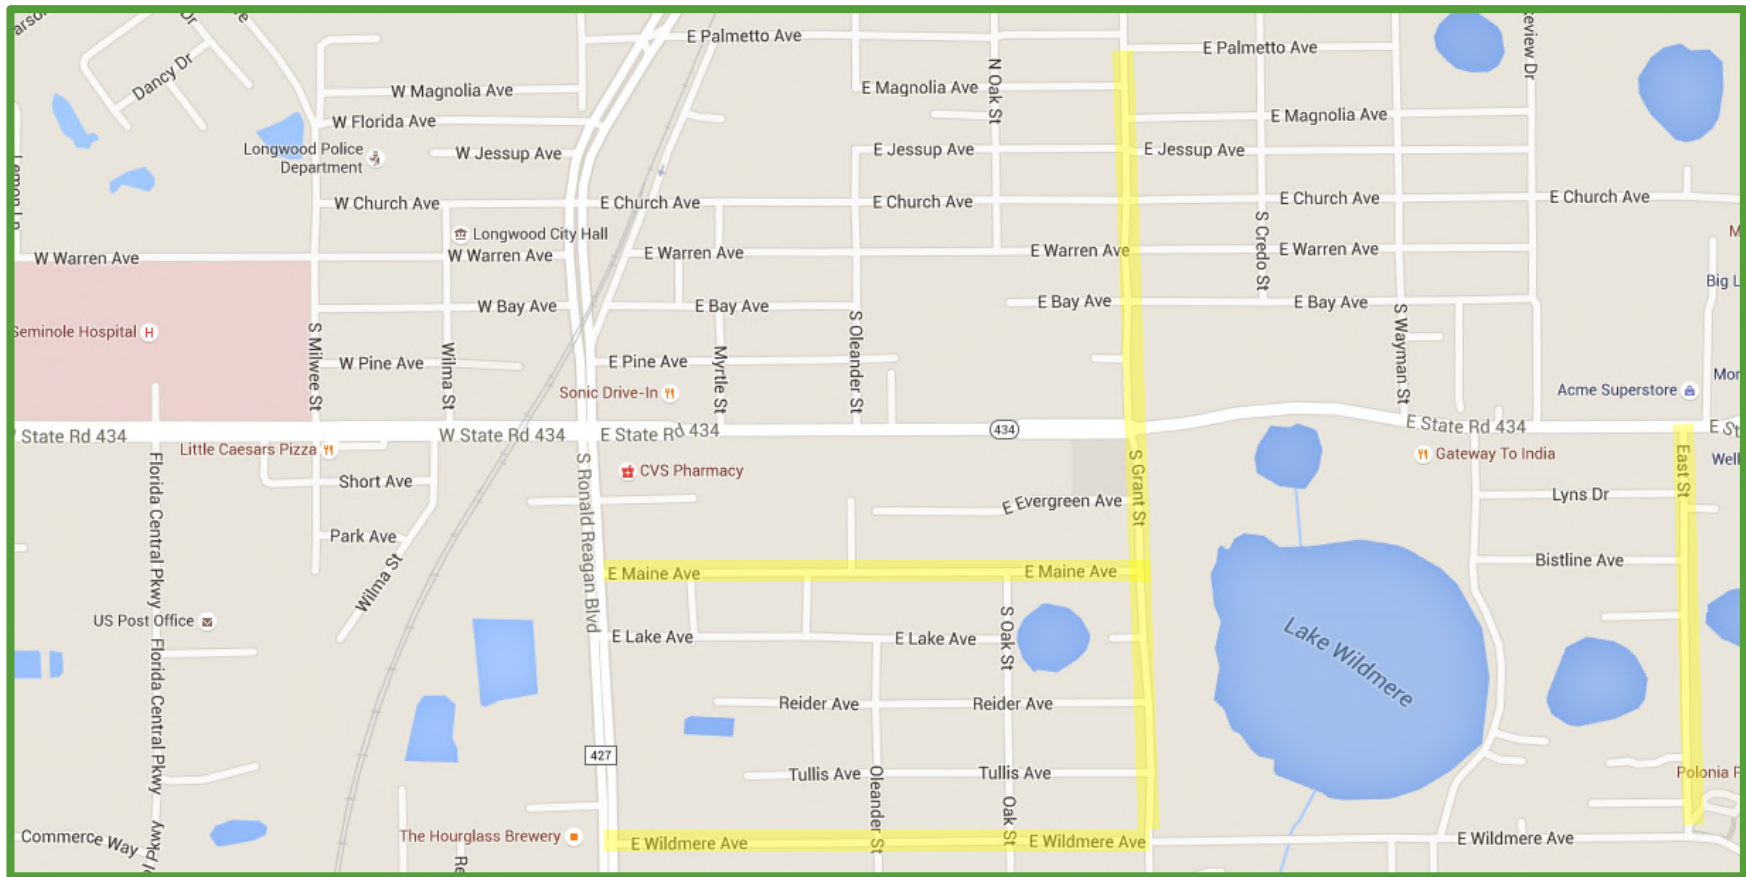 E Palmetto Ave
E Palmetto Ave
Dancy Dr
W Magnolia Ave
E Magnolia Ave
N Oak St
E Magnolia Ave
W Florida Ave
Longwood Police
Department
W Jessup Ave
E Jessup Ave
E Jessup Ave
W Church Ave
E Church Ave
E Church Ave
E Church Ave
E Church Ave
Longwood City Hall
S Credo St
W Warren Ave
W Warren Ave
E Warren Ave
E Warren Ave
E Warren Ave
Big L
W Bay Ave
E Bay Ave
E Bay Ave
E Bay Ave
Seminole Hospital
H
S Milwee St
Wilma St
Myrtle St
S Oleander St
S Wayman St
W Pine Ave
E Pine Ave
Sonic Drive-In
Acme Superstore
Mor
State Rd 434
W State Rd 434
E State Rd 434
434
E State Rd 434
E St
Little Caesars Pizza
CVS Pharmacy
Gateway To India
Well
Florida Central Pkwy
Short Ave
S Ronald Reagan Blvd
E Evergreen Ave
S Grant St
Lyns Dr
East St
Park Ave
Wilma St
Bistline Ave
E Maine Ave
E Maine Ave
US Post Office
E Lake Ave
E Lake Ave
S Oak St
Lake Wildmere
Florida Central Pkwy
Reider Ave
Reider Ave
427
Tullis Ave
Tullis Ave
Polonia
Oleander St
Oak St
Commerce Way
The Hourglass Brewery
E Wildmere Ave
E Wildmere Ave
E Wildmere Ave
Re